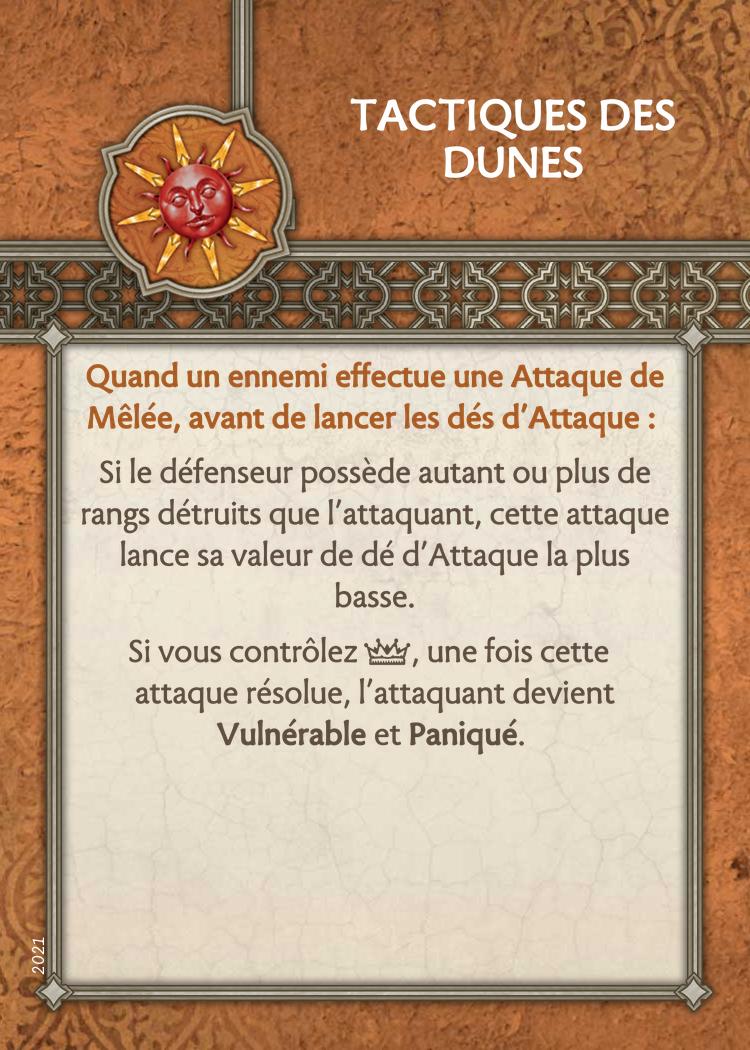 TACTIQUES DES
DUNES
Quand un ennemi effectue une Attaque de
Mêlée, avant de lancer les dés d’Attaque :
Si le défenseur possède autant ou plus de
rangs détruits que l’attaquant, cette attaque
lance sa valeur de dé d’Attaque la plus
basse.
Si vous contrôlez , une fois cette
attaque résolue, l’attaquant devient
Vulnérable et Paniqué.
2021